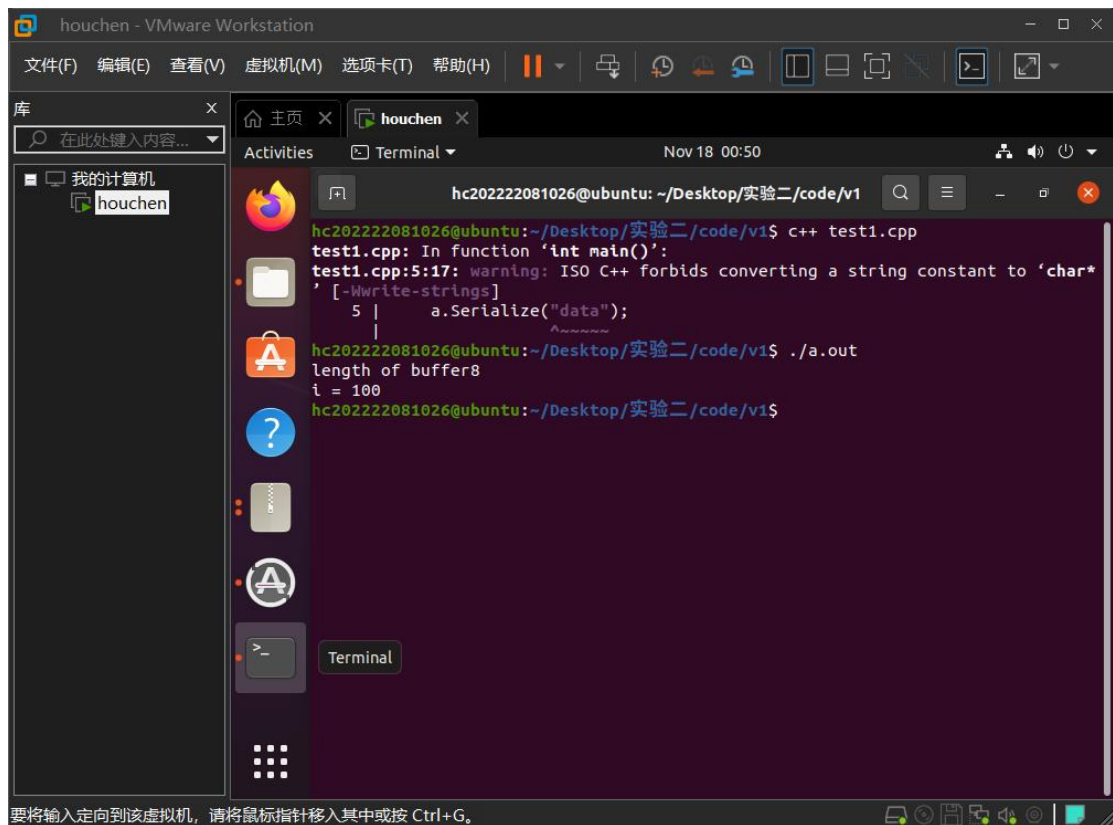 houchen - VMware Workstation
文件(F) 编辑(E) 查看(V) 虚拟机(M) 选项卡(T) 帮助(H)
库
在此处键入内容...
我的计算机
houchen
主页 houchen
Activities Terminal Nov 18 00:50
hc202222081026@ubuntu: ~/Desktop/实验二/code/v1
hc202222081026@ubuntu:~/Desktop/实验二/code/v1$ c++ test1.cpp
test1.cpp: In function ‘int main()’:
test1.cpp:5:17: warning: ISO C++ forbids converting a string constant to ‘char*
’ [-Wwrite-strings]
5 | a.Serialize("data");
| ^~~~~~
hc202222081026@ubuntu:~/Desktop/实验二/code/v1$ ./a.out
length of buffer8
i = 100
hc202222081026@ubuntu:~/Desktop/实验二/code/v1$
Terminal
要将输入定向到该虚拟机，请将鼠标指针移入其中或按 Ctrl+G。